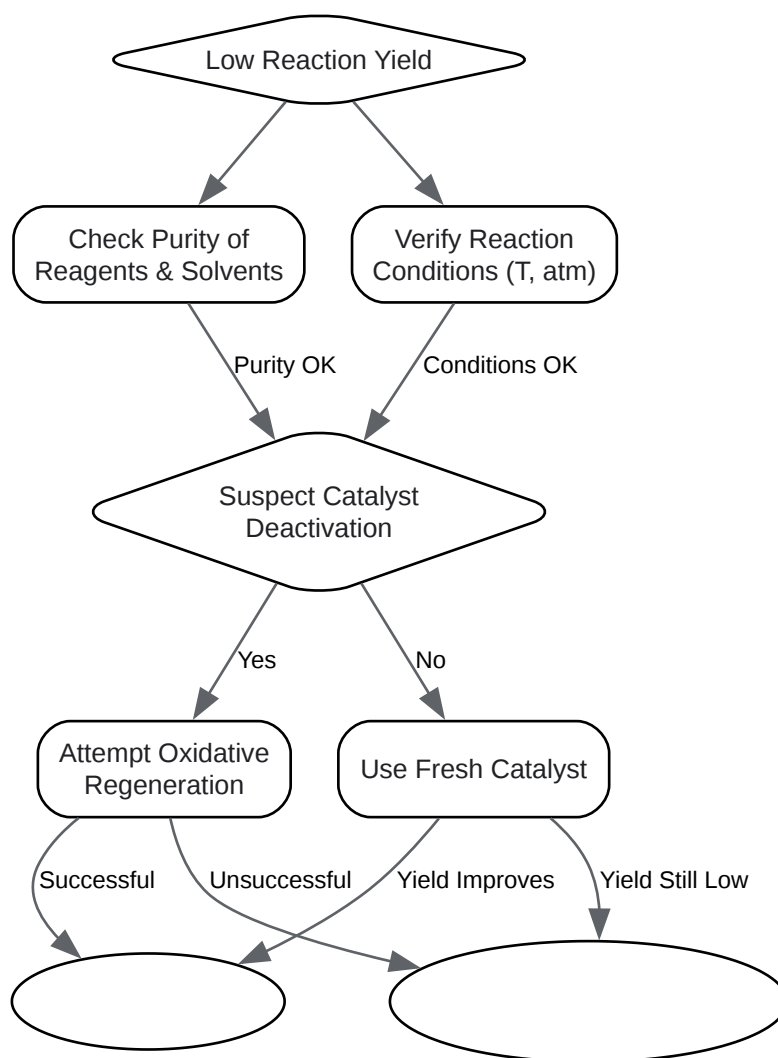 Low Reaction Yield
Check Purity of
Reagents & Solvents
Verify Reaction
Conditions (T, atm)
Purity OK
Conditions OK
Suspect Catalyst
Deactivation
Yes
No
Attempt Oxidative
Regeneration
Use Fresh Catalyst
Successful
Unsuccessful
Yield Improves
Yield Still Low